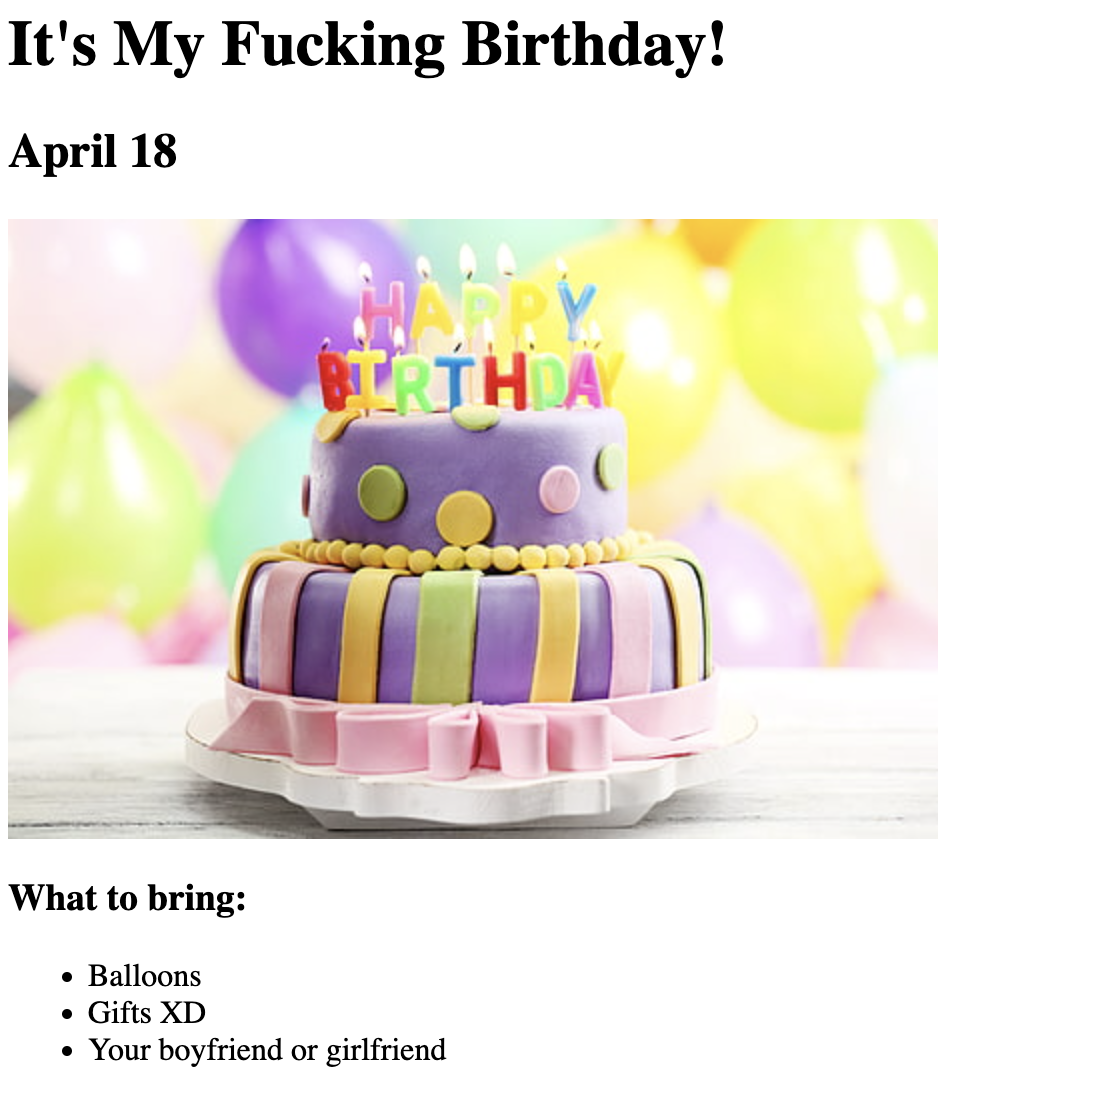 It's My Fucking Birthday!
April 18
HAPPY
BIRTHDAY
What to bring:
Balloons
Gifts XD
Your boyfriend or girlfriend